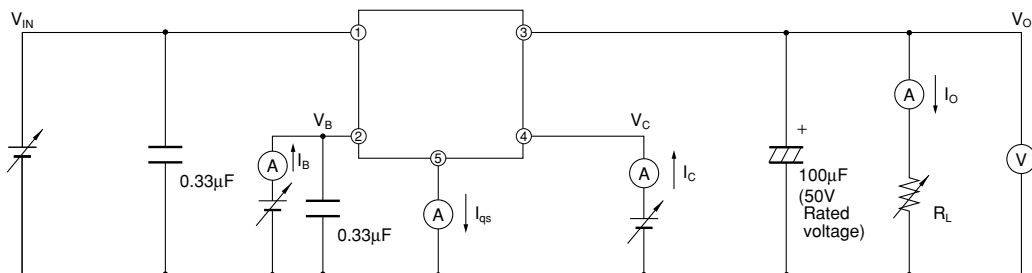 V_IN
V_O
① ③
A
I_O
V_B
② ④
V_C
⑤
+
A
I_B
A
I_C
V
0.33μF
100μF
(50V
Rated
voltage)
R_L
A
I_qs
0.33μF